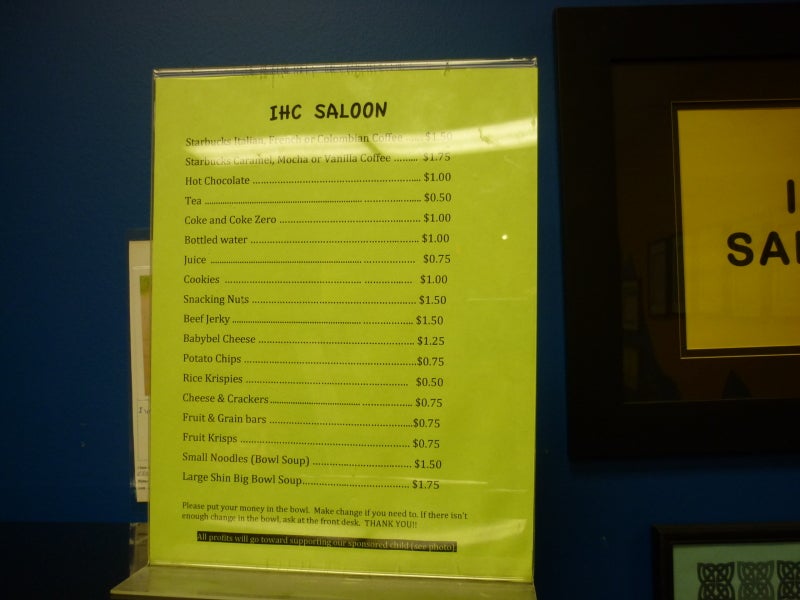 IHC SALOON
Starbucks Italian, French or Colombian Coffee ..... $1.50
Starbucks Caramel, Mocha or Vanilla Coffee ......... $1.75
Hot Chocolate ........................................................ $1.00
Tea ........................................................................ $0.50
Coke and Coke Zero ............................................... $1.00
Bottled water ......................................................... $1.00
Juice ..................................................................... $0.75
Cookies ................................................................. $1.00
Snacking Nuts ........................................................ $1.50
Beef Jerky .............................................................. $1.50
Babybel Cheese ...................................................... $1.25
Potato Chips ...........................................................$0.75
Rice Krispies .......................................................... $0.50
Cheese & Crackers.................................................. $0.75
Fruit & Grain bars ..................................................$0.75
Fruit Krisps ............................................................ $0.75
Small Noodles (Bowl Soup) ................................... $1.50
Large Shin Big Bowl Soup...................................... $1.75
Please put your money in the bowl. Make change if you need to. If there isn't
enough change in the bowl, ask at the front desk. THANK YOU!!
All profits will go toward supporting our sponsored child (see photo)
I
SAL